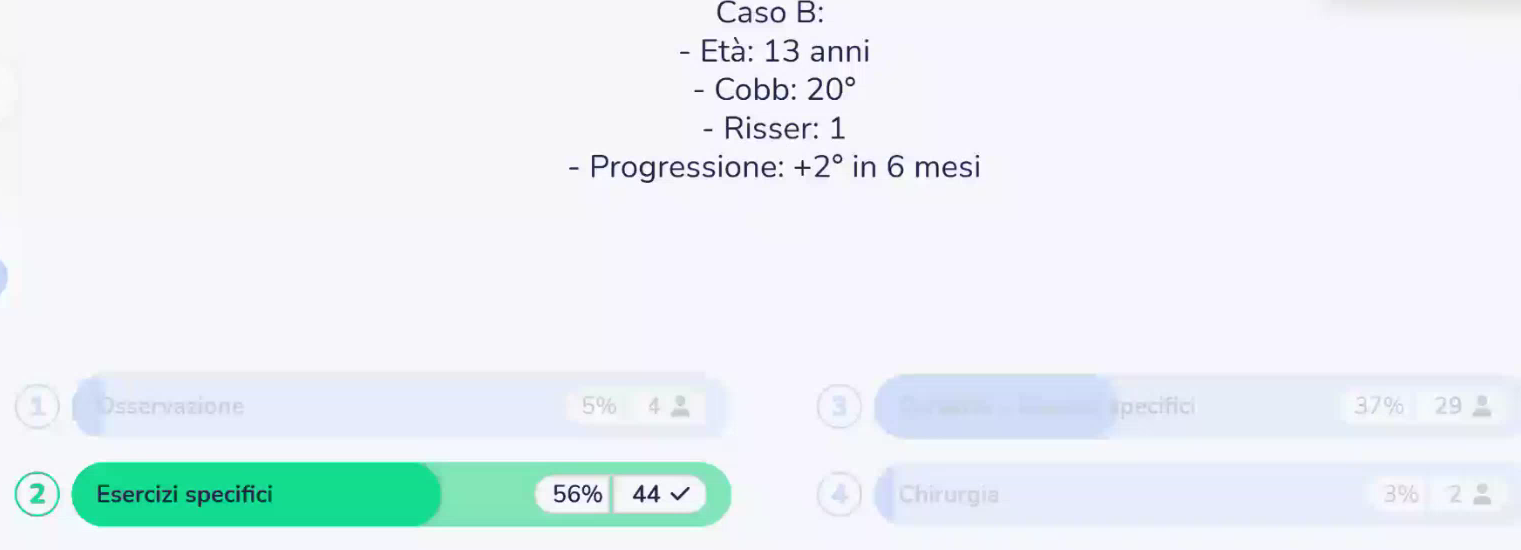 Caso B:
- Età: 13 anni
- Cobb: 20°
- Risser: 1
- Progressione: +2° in 6 mesi
1 Osservazione 5% 4
3 specifici 37% 29
2 Esercizi specifici 56% 44
4 Chirurgia 3% 2